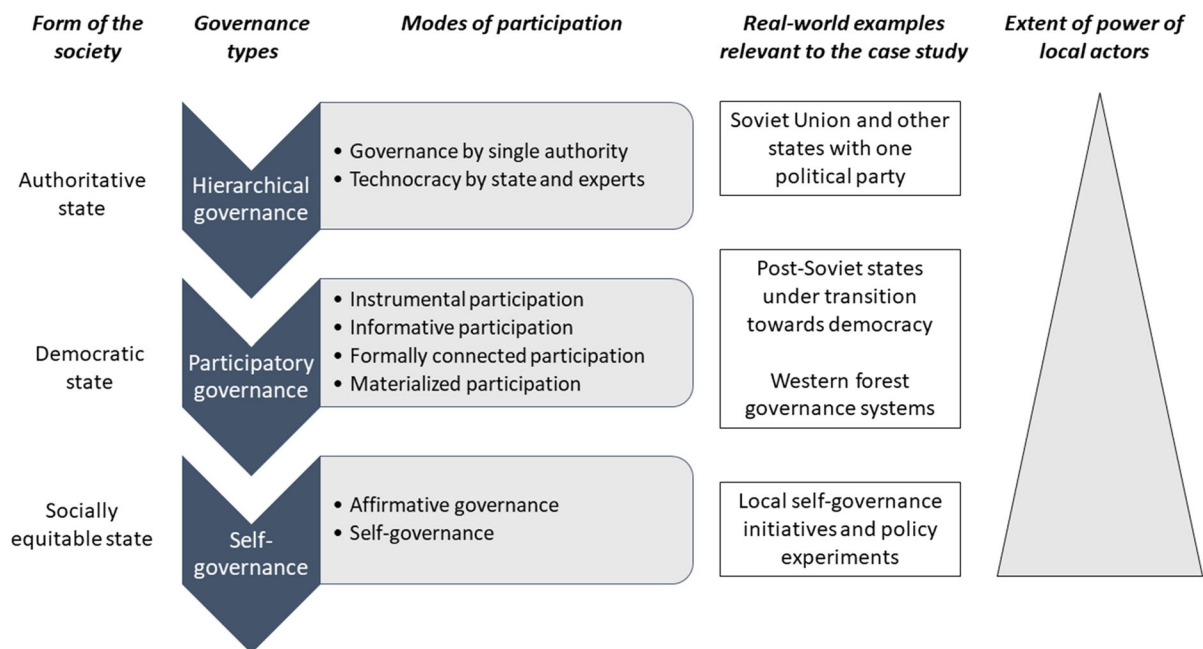 Form of the
society
Governance
types
Modes of participation
Real-world examples
relevant to the case study
Extent of power of
local actors
Authoritative
state
Hierarchical
governance
• Governance by single authority
• Technocracy by state and experts
Soviet Union and other
states with one
political party
Democratic
state
Participatory
governance
• Instrumental participation
• Informative participation
• Formally connected participation
• Materialized participation
Post-Soviet states
under transition
towards democracy
Western forest
governance systems
Socially
equitable state
Self-
governance
• Affirmative governance
• Self-governance
Local self-governance
initiatives and policy
experiments